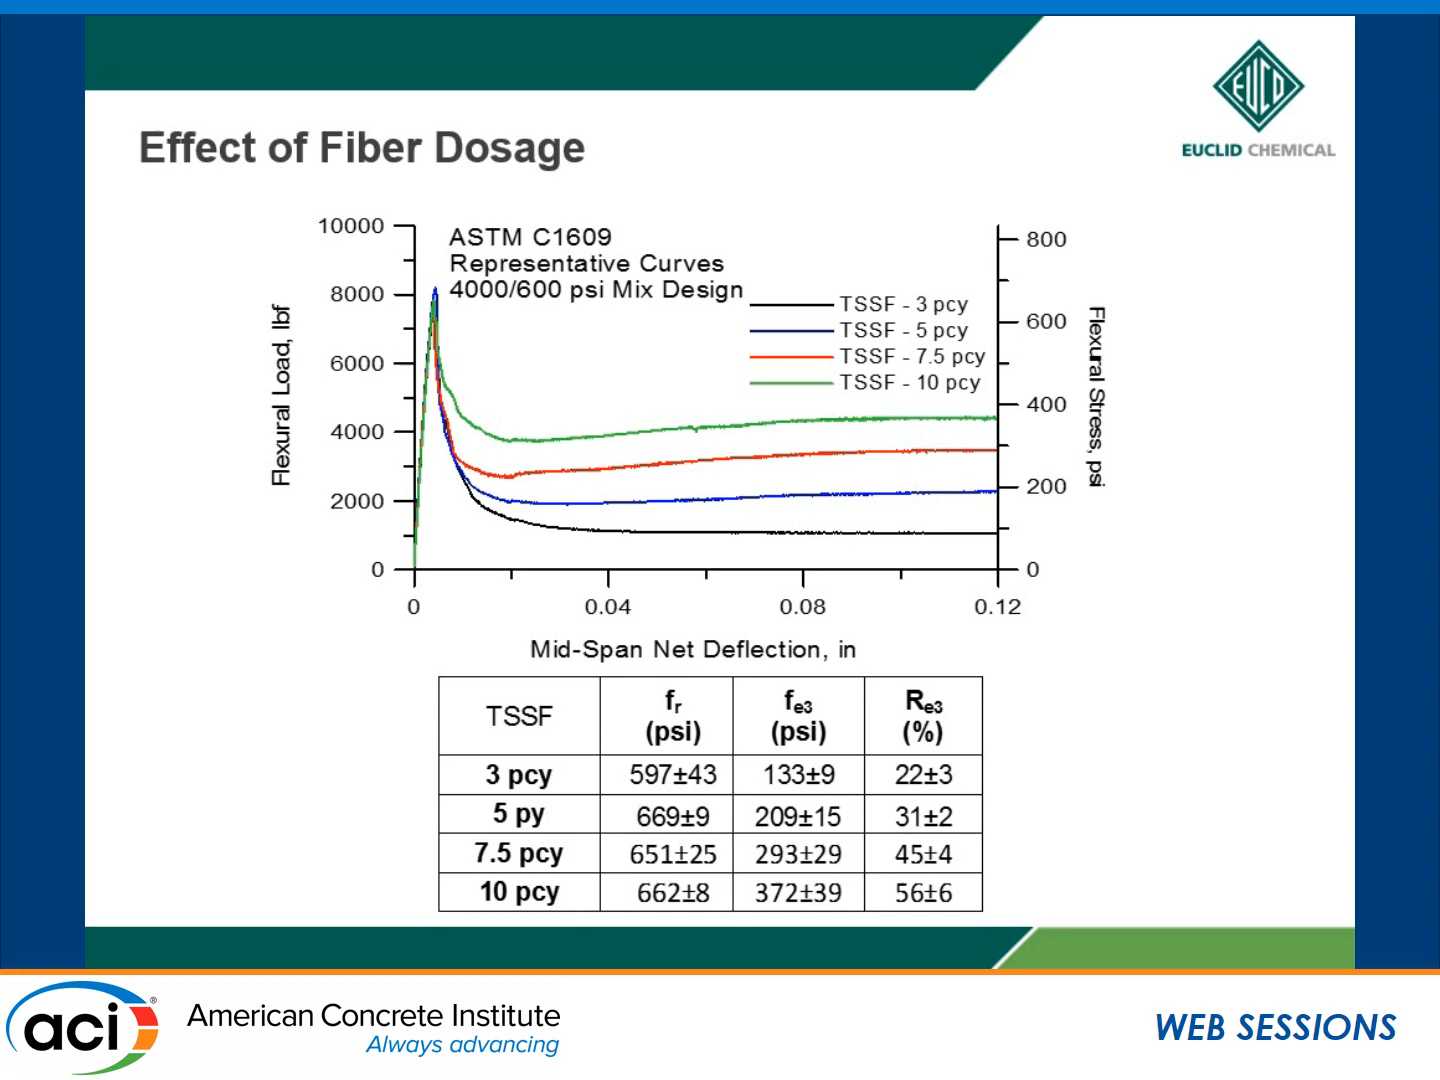 EUCO
EUCLID CHEMICAL
Effect of Fiber Dosage
ASTM C1609
Representative Curves
4000/600 psi Mix Design
TSSF - 3 pcy
TSSF - 5 pcy
TSSF - 7.5 pcy
TSSF - 10 pcy
Flexural Load, lbf
10000
8000
6000
4000
2000
0
800
600
400
200
0
Flexural Stress, psi
0 0.04 0.08 0.12
Mid-Span Net Deflection, in
TSSF fr (psi) fe3 (psi) Re3 (%)
3 pcy 597±43 133±9 22±3
5 py 669±9 209±15 31±2
7.5 pcy 651±25 293±29 45±4
10 pcy 662±8 372±39 56±6
aci®
American Concrete Institute
Always advancing
WEB SESSIONS